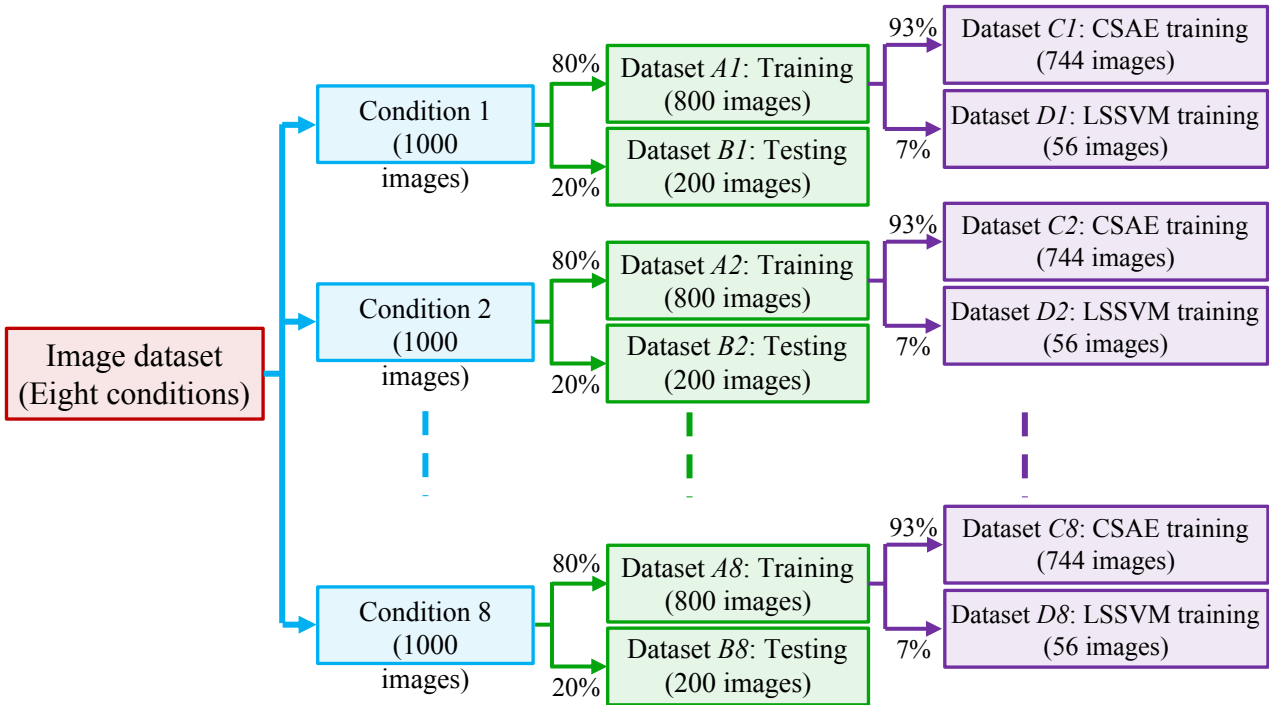 Image dataset
(Eight conditions)
Condition 1
(1000
images)
80%
20%
Dataset A1: Training
(800 images)
Dataset B1: Testing
(200 images)
93%
7%
Dataset C1: CSAE training
(744 images)
Dataset D1: LSSVM training
(56 images)
Condition 2
(1000
images)
80%
20%
Dataset A2: Training
(800 images)
Dataset B2: Testing
(200 images)
93%
7%
Dataset C2: CSAE training
(744 images)
Dataset D2: LSSVM training
(56 images)
Condition 8
(1000
images)
80%
20%
Dataset A8: Training
(800 images)
Dataset B8: Testing
(200 images)
93%
7%
Dataset C8: CSAE training
(744 images)
Dataset D8: LSSVM training
(56 images)